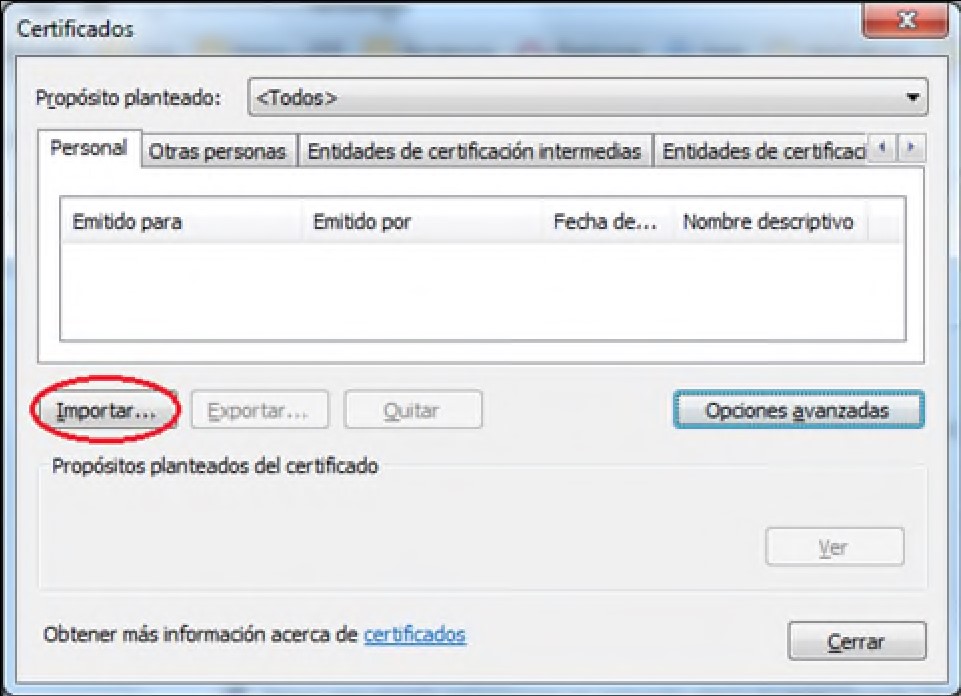 Certificados
Propósito planteado: <Todos>
Personal Otras personas Entidades de certificación intermedias Entidades de certificaci
Emitido para Emitido por Fecha de... Nombre descriptivo
Importar... Exportar... Quitar Opciones avanzadas
Propósitos planteados del certificado
Ver
Obtener más información acerca de certificados
Cerrar